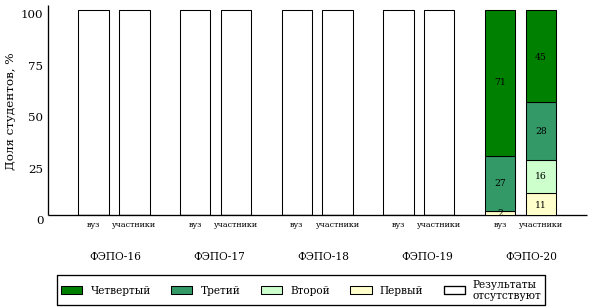 Доля студентов, %
100
75
50
25
0
71
27
2
45
28
16
11
вуз участники вуз участники вуз участники вуз участники вуз участники
ФЭПО-16 ФЭПО-17 ФЭПО-18 ФЭПО-19 ФЭПО-20
Четвертый Третий Второй Первый Результаты
отсутствуют